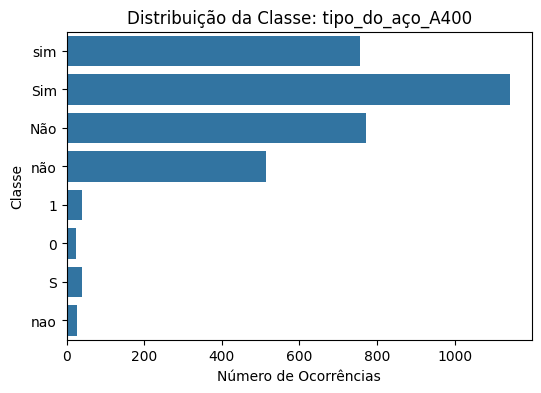 Distribuição da Classe: tipo_do_aço_A400
sim
Sim
Não
não
1
0
S
nao
Classe
0 200 400 600 800 1000
Número de Ocorrências